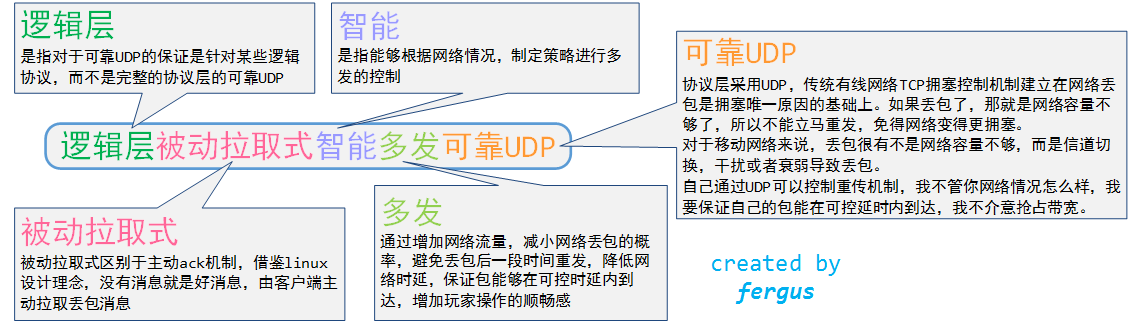 逻辑层
是指对于可靠UDP的保证是针对某些逻辑
协议，而不是完整的协议层的可靠UDP
智能
是指能够根据网络情况，制定策略进行多
发的控制
可靠UDP
协议层采用UDP，传统有线网络TCP拥塞控制机制建立在网络丢
包是拥塞唯一原因的基础上。如果丢包了，那就是网络容量不
够了，所以不能立马重发，免得网络变得更拥塞。
对于移动网络来说，丢包很有不是网络容量不够，而是信道切
换，干扰或者衰弱导致丢包。
自己通过UDP可以控制重传机制，我不管你网络情况怎么样，我
要保证自己的包能在可控延时内到达，我不介意抢占带宽。
逻辑层被动拉取式智能多发可靠UDP
被动拉取式
被动拉取式区别于主动ack机制，借鉴linux
设计理念，没有消息就是好消息，由客户端主
动拉取丢包消息
多发
通过增加网络流量，减小网络丢包的概
率，避免丢包后一段时间重发，降低网
络时延，保证包能够在可控时延内到
达，增加玩家操作的顺畅感
created by
fergus